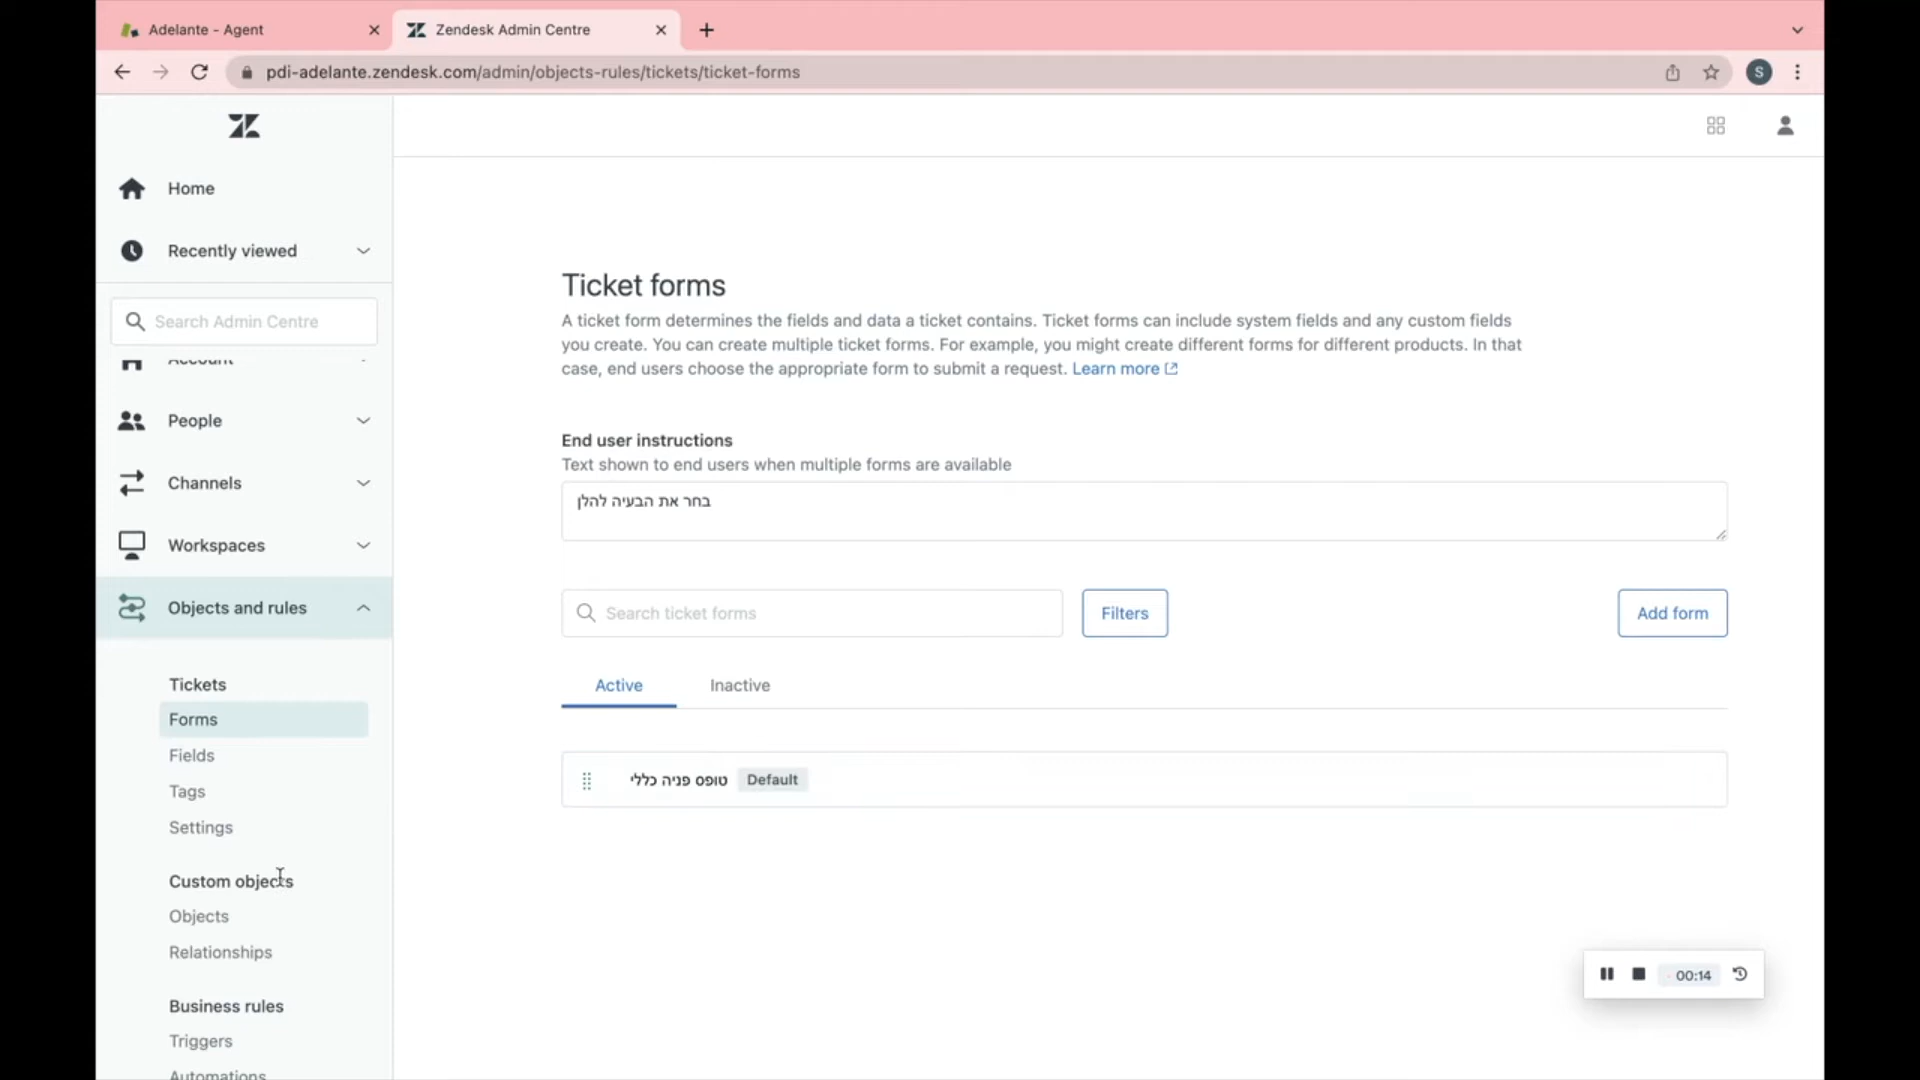 Adelante - Agent
Zendesk Admin Centre
pdi-adelante.zendesk.com/admin/objects-rules/tickets/ticket-forms
S
Home
Recently viewed
Search Admin Centre
Account
People
Channels
Workspaces
Objects and rules
Tickets
Forms
Fields
Tags
Settings
Custom objects
Objects
Relationships
Business rules
Triggers
Automations
Ticket forms
A ticket form determines the fields and data a ticket contains. Ticket forms can include system fields and any custom fields
you create. You can create multiple ticket forms. For example, you might create different forms for different products. In that
case, end users choose the appropriate form to submit a request. Learn more
End user instructions
Text shown to end users when multiple forms are available
בחר את הבעיה להלן
Search ticket forms
Filters
Add form
Active
Inactive
טופס פניה כללי Default
00:14